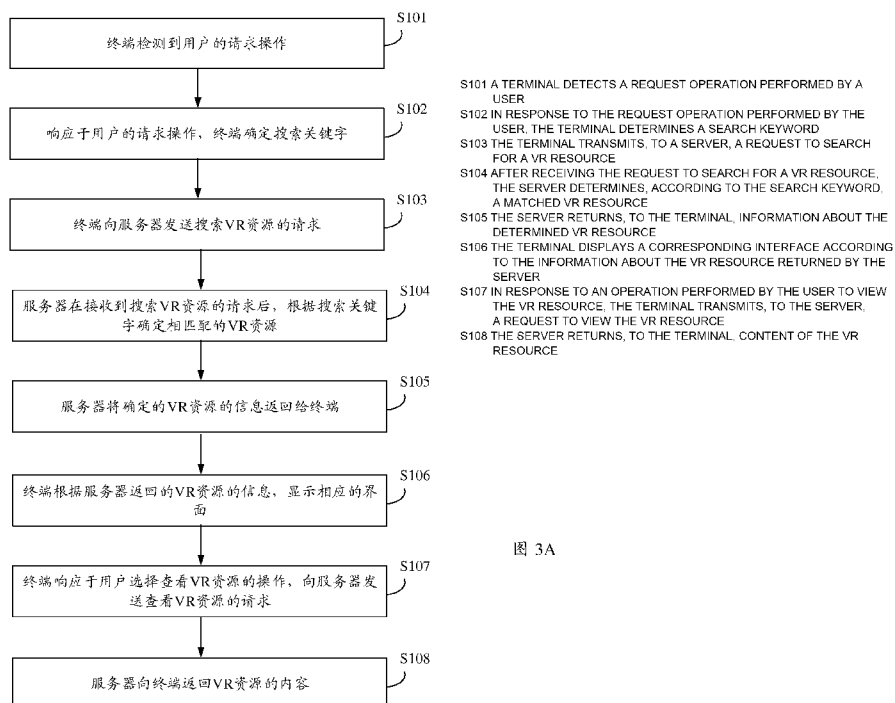 S101
终端检测到用户的请求操作
S102
响应于用户的请求操作，终端确定搜索关键字
S103
终端向服务器发送搜索VR资源的请求
S104
服务器在接收到搜索VR资源的请求后，根据搜索关键
字确定相匹配的VR资源
S105
服务器将确定的VR资源的信息返回给终端
S106
终端根据服务器返回的VR资源的信息，显示相应的界
面
S107
终端响应于用户选择查看VR资源的操作，向服务器发
送查看VR资源的请求
S108
服务器向终端返回VR资源的内容
S101 A TERMINAL DETECTS A REQUEST OPERATION PERFORMED BY A
USER
S102 IN RESPONSE TO THE REQUEST OPERATION PERFORMED BY THE
USER, THE TERMINAL DETERMINES A SEARCH KEYWORD
S103 THE TERMINAL TRANSMITS, TO A SERVER, A REQUEST TO SEARCH
FOR A VR RESOURCE
S104 AFTER RECEIVING THE REQUEST TO SEARCH FOR A VR RESOURCE,
THE SERVER DETERMINES, ACCORDING TO THE SEARCH KEYWORD,
A MATCHED VR RESOURCE
S105 THE SERVER RETURNS, TO THE TERMINAL, INFORMATION ABOUT THE
DETERMINED VR RESOURCE
S106 THE TERMINAL DISPLAYS A CORRESPONDING INTERFACE ACCORDING
TO THE INFORMATION ABOUT THE VR RESOURCE RETURNED BY THE
SERVER
S107 IN RESPONSE TO AN OPERATION PERFORMED BY THE USER TO VIEW
THE VR RESOURCE, THE TERMINAL TRANSMITS, TO THE SERVER,
A REQUEST TO VIEW THE VR RESOURCE
S108 THE SERVER RETURNS, TO THE TERMINAL, CONTENT OF THE VR
RESOURCE
图 3A